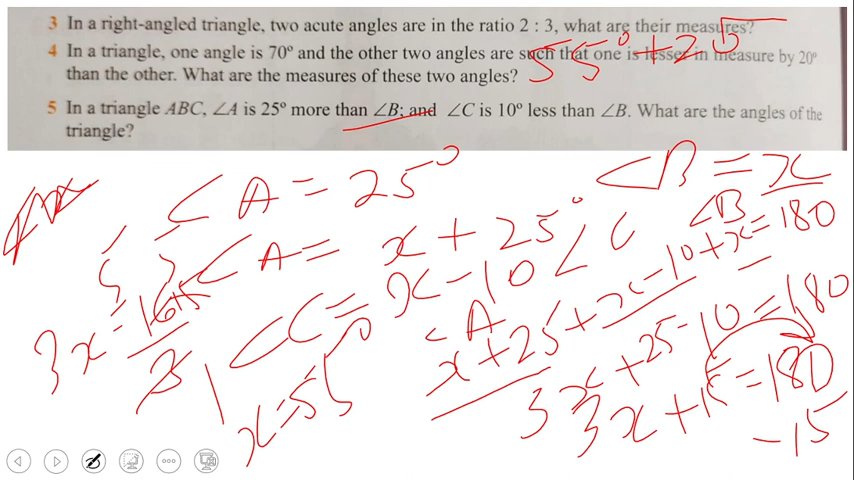 3 In a right-angled triangle, two acute angles are in the ratio 2 : 3, what are their measures?
4 In a triangle, one angle is 70° and the other two angles are such that one is lesser in measure by 20°
than the other. What are the measures of these two angles?
55° + 25
5 In a triangle ABC, ∠A is 25° more than ∠B; and ∠C is 10° less than ∠B. What are the angles of the
triangle?
∠A = 25°
∠B = x
∠A = x + 25°
∠C = x - 10
∠C
∠A
∠B
x + 25 + x - 10 + x = 180
3x + 25 - 10 = 180
3x + 15 = 180
- 15
3x = 165
3
x = 55°